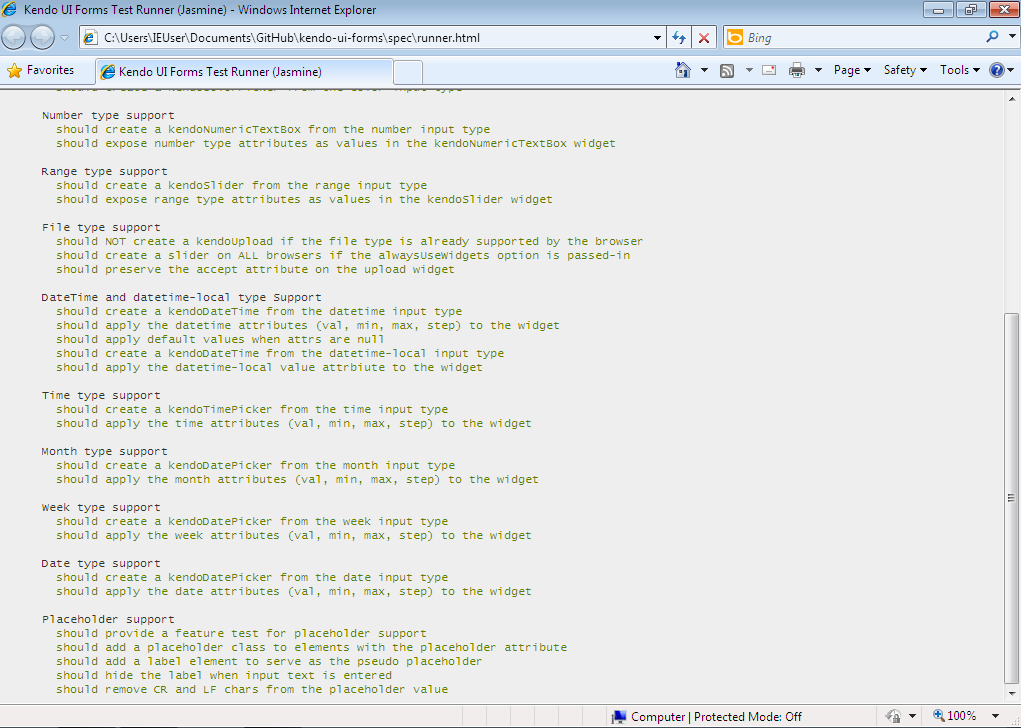 Kendo UI Forms Test Runner (Jasmine) - Windows Internet Explorer
C:\Users\IEUser\Documents\GitHub\kendo-ui-forms\spec\runner.html
Bing
Favorites
Kendo UI Forms Test Runner (Jasmine)
Page
Safety
Tools
Number type support
should create a kendoNumericTextBox from the number input type
should expose number type attributes as values in the kendoNumericTextBox widget
Range type support
should create a kendoSlider from the range input type
should expose range type attributes as values in the kendoSlider widget
File type support
should NOT create a kendoUpload if the file type is already supported by the browser
should create a slider on ALL browsers if the alwaysUseWidgets option is passed-in
should preserve the accept attribute on the upload widget
DateTime and datetime-local type Support
should create a kendoDateTime from the datetime input type
should apply the datetime attributes (val, min, max, step) to the widget
should apply default values when attrs are null
should create a kendoDateTime from the datetime-local input type
should apply the datetime-local value attrbiute to the widget
Time type support
should create a kendoTimePicker from the time input type
should apply the time attributes (val, min, max, step) to the widget
Month type support
should create a kendoDatePicker from the month input type
should apply the month attributes (val, min, max, step) to the widget
Week type support
should create a kendoDatePicker from the week input type
should apply the week attributes (val, min, max, step) to the widget
Date type support
should create a kendoDatePicker from the date input type
should apply the date attributes (val, min, max, step) to the widget
Placeholder support
should provide a feature test for placeholder support
should add a placeholder class to elements with the placeholder attribute
should add a label element to serve as the pseudo placeholder
should hide the label when input text is entered
should remove CR and LF chars from the placeholder value
Computer | Protected Mode: Off
100%